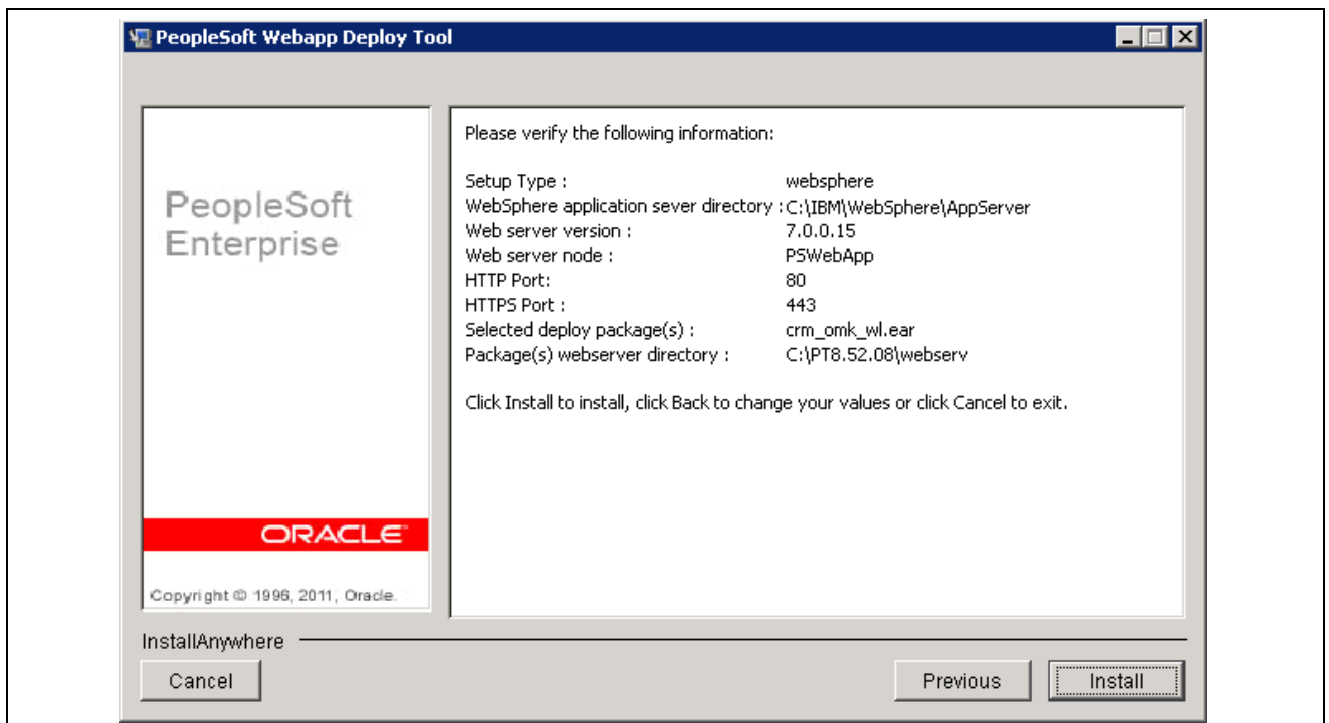 PeopleSoft Webapp Deploy Tool
PeopleSoft
Enterprise
ORACLE
Copyright © 1996, 2011, Oracle.
Please verify the following information:
Setup Type : websphere
WebSphere application sever directory : C:\IBM\WebSphere\AppServer
Web server version : 7.0.0.15
Web server node : PSWebApp
HTTP Port: 80
HTTPS Port : 443
Selected deploy package(s) : crm_omk_wl.ear
Package(s) webserver directory : C:\PT8.52.08\webserv
Click Install to install, click Back to change your values or click Cancel to exit.
InstallAnywhere
Cancel Previous Install